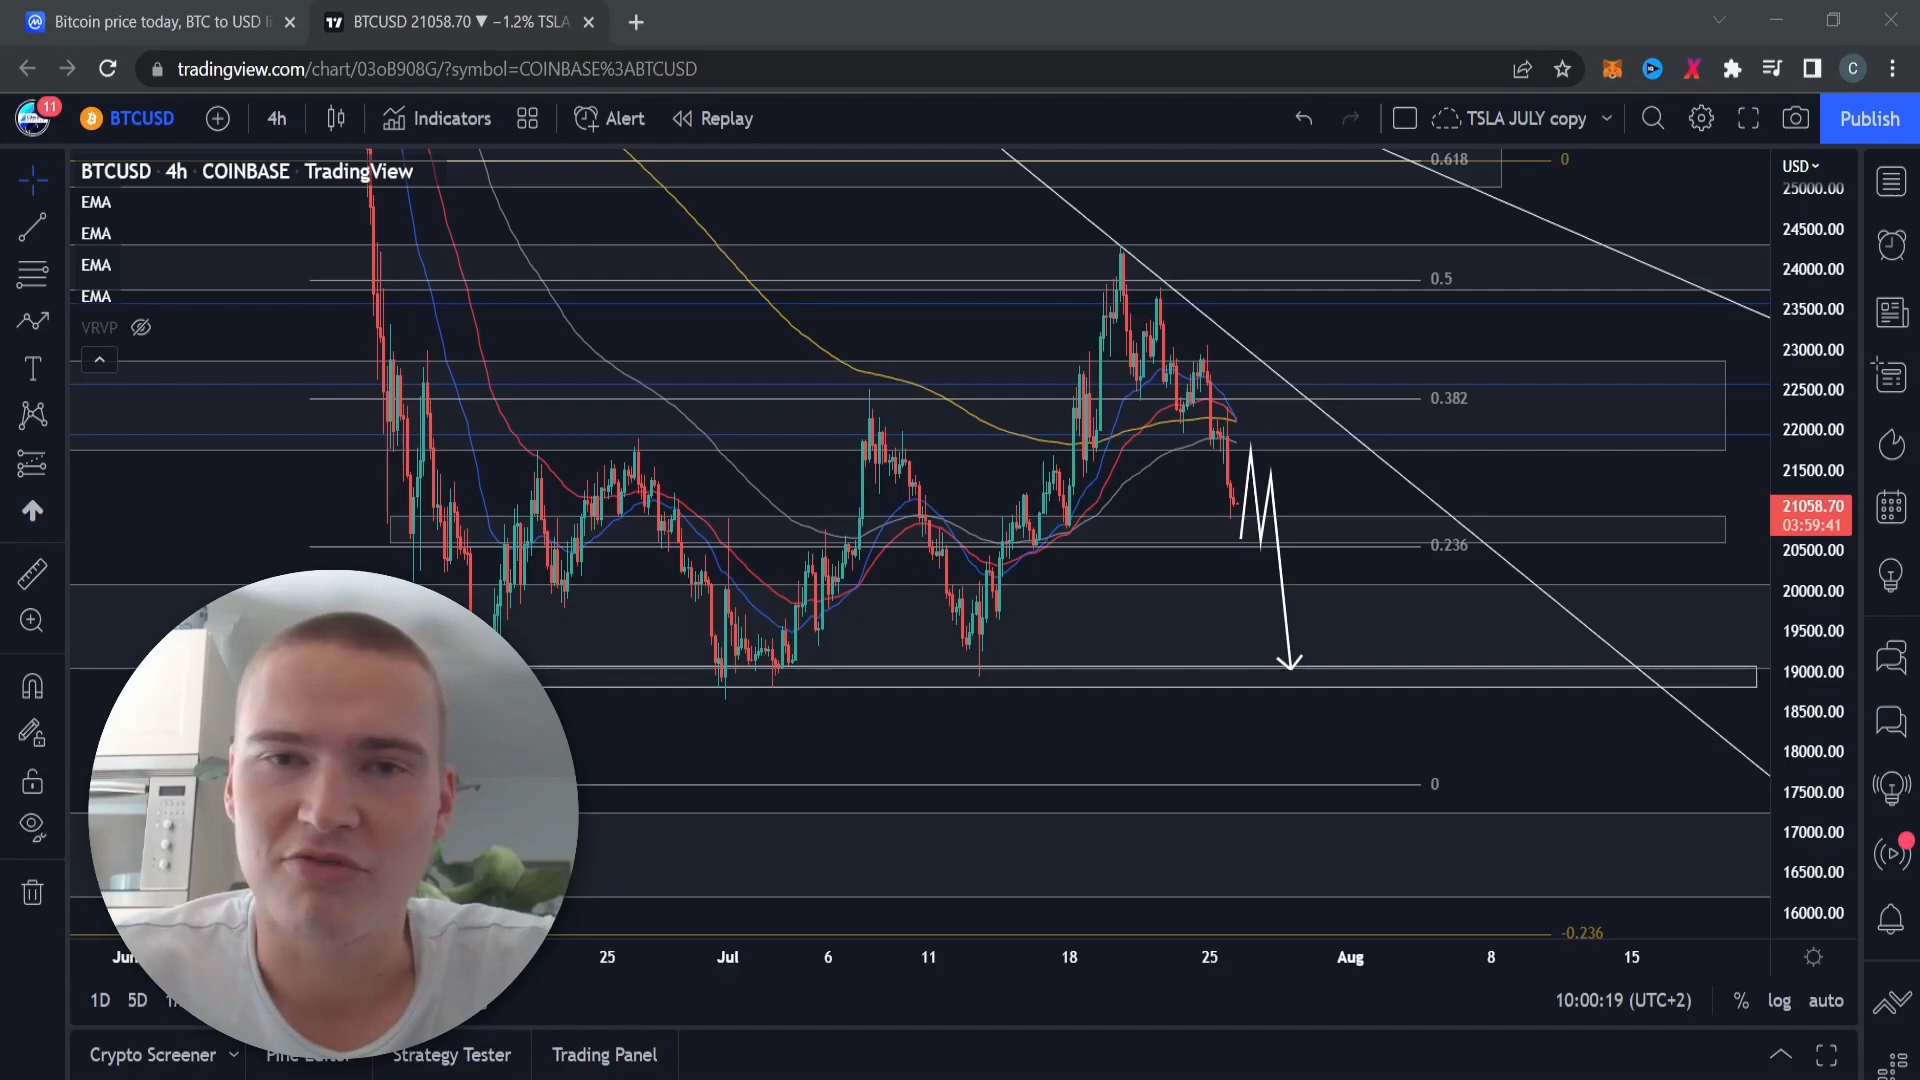 Bitcoin price today, BTC to USD li
BTCUSD 21058.70 ▼ −1.2% TSLA
tradingview.com/chart/03oB908G/?symbol=COINBASE%3ABTCUSD
C
11
BTCUSD
4h
Indicators
Alert
Replay
TSLA JULY copy
Publish
BTCUSD · 4h · COINBASE · TradingView
EMA
EMA
EMA
EMA
VRVP
0.618
0
0.5
0.382
0.236
0
-0.236
USD
25000.00
24500.00
24000.00
23500.00
23000.00
22500.00
22000.00
21500.00
21058.70
03:59:41
20500.00
20000.00
19500.00
19000.00
18500.00
18000.00
17500.00
17000.00
16500.00
16000.00
Jun
25
Jul
6
11
18
25
Aug
8
15
1D
5D
10:00:19 (UTC+2)
%
log
auto
Crypto Screener
Pine Editor
Strategy Tester
Trading Panel